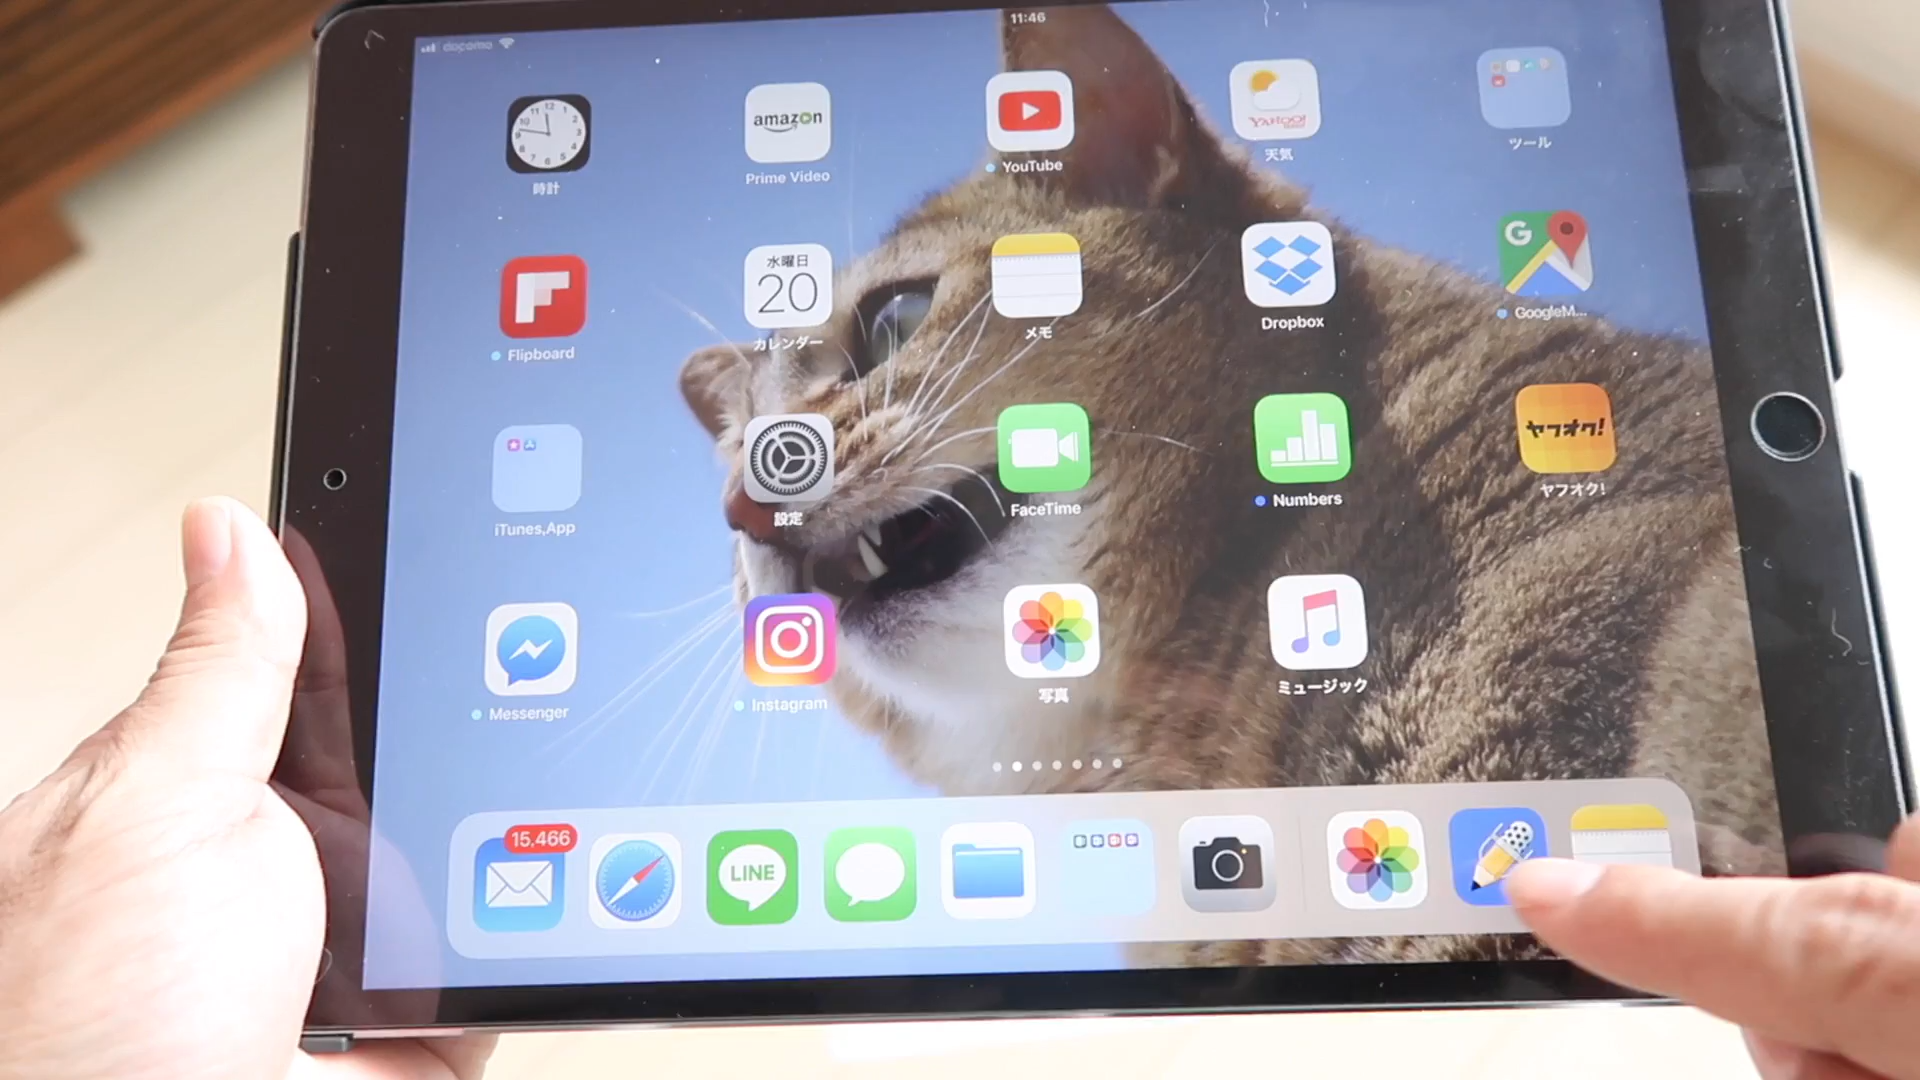 docomo
11:46
時計
amazon
Prime Video
YouTube
YAHOO!
天気
ツール
Flipboard
水曜日
20
カレンダー
メモ
Dropbox
G
GoogleM...
iTunes,App
設定
FaceTime
Numbers
ヤフオク!
ヤフオク!
Messenger
Instagram
写真
ミュージック
15,466
LINE